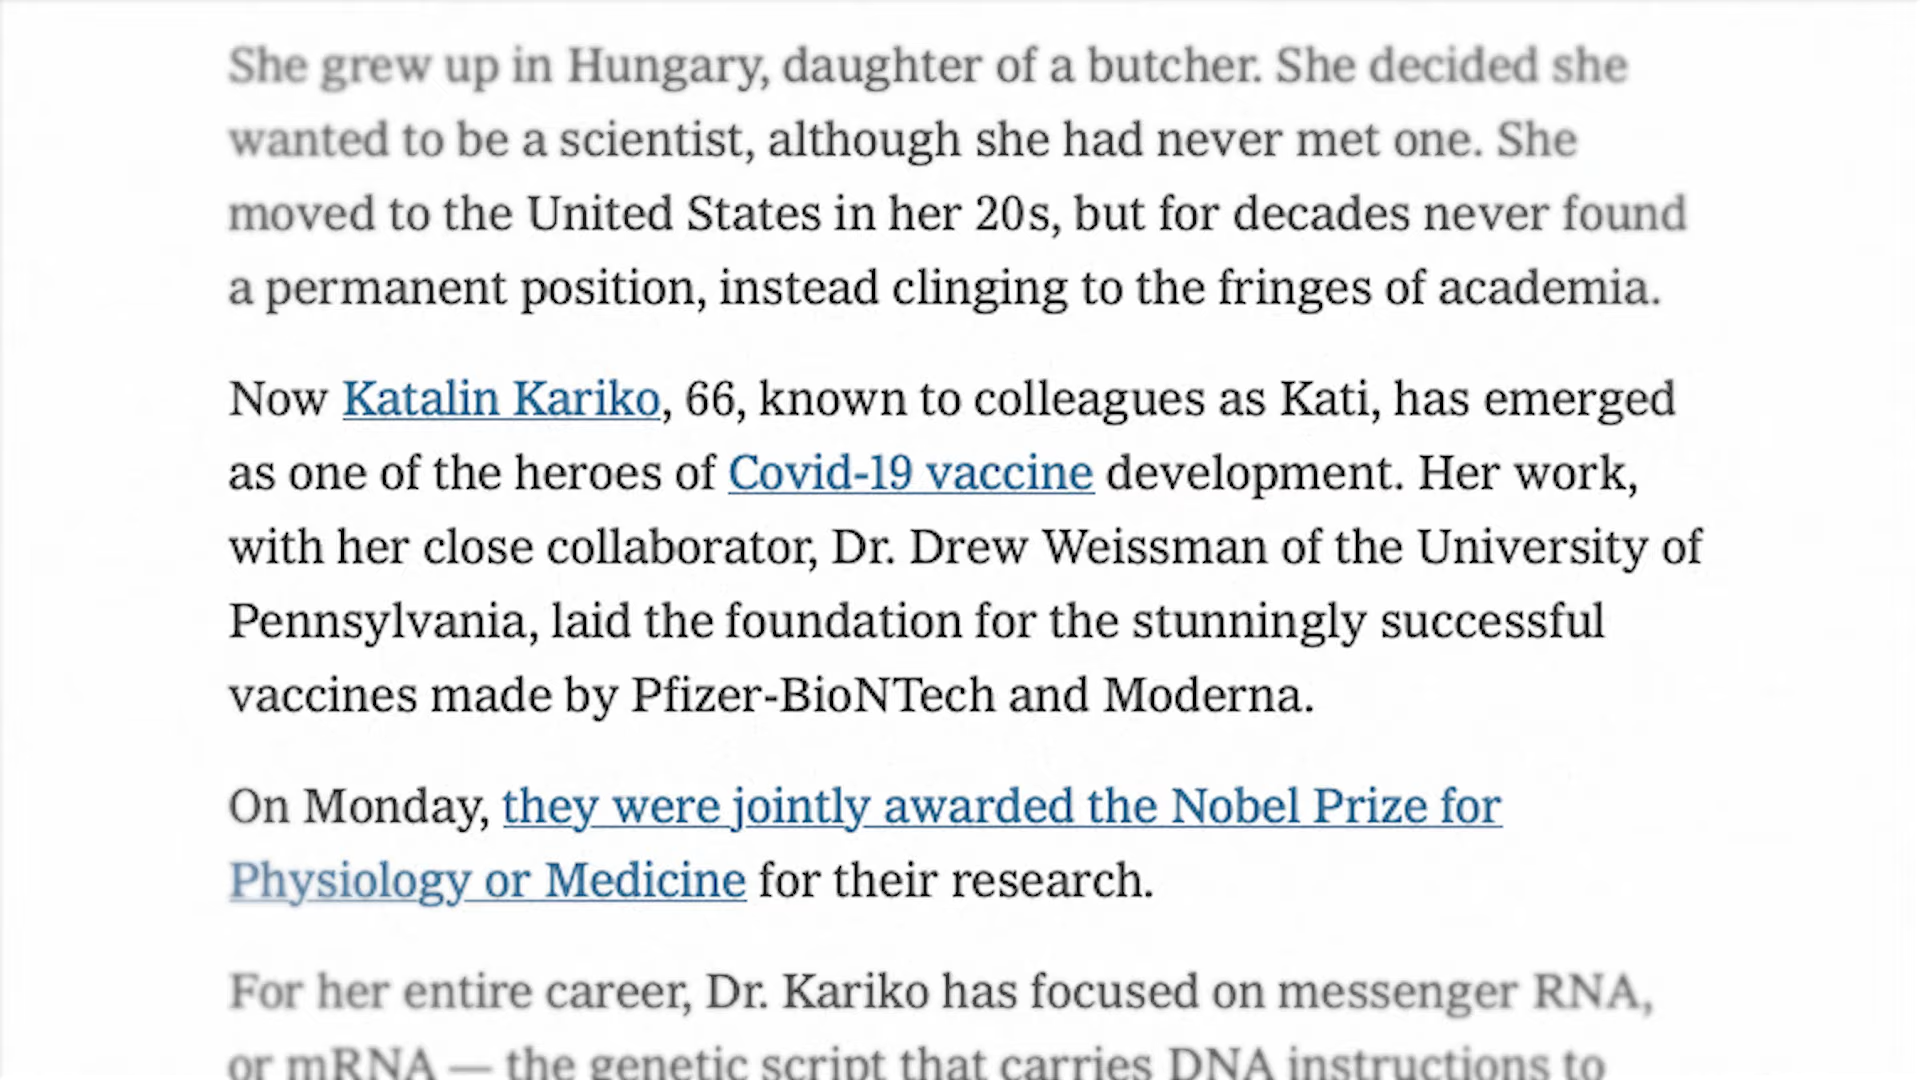 She grew up in Hungary, daughter of a butcher. She decided she
wanted to be a scientist, although she had never met one. She
moved to the United States in her 20s, but for decades never found
a permanent position, instead clinging to the fringes of academia.
Now Katalin Kariko, 66, known to colleagues as Kati, has emerged
as one of the heroes of Covid-19 vaccine development. Her work,
with her close collaborator, Dr. Drew Weissman of the University of
Pennsylvania, laid the foundation for the stunningly successful
vaccines made by Pfizer-BioNTech and Moderna.
On Monday, they were jointly awarded the Nobel Prize for
Physiology or Medicine for their research.
For her entire career, Dr. Kariko has focused on messenger RNA,
or mRNA — the genetic script that carries DNA instructions to